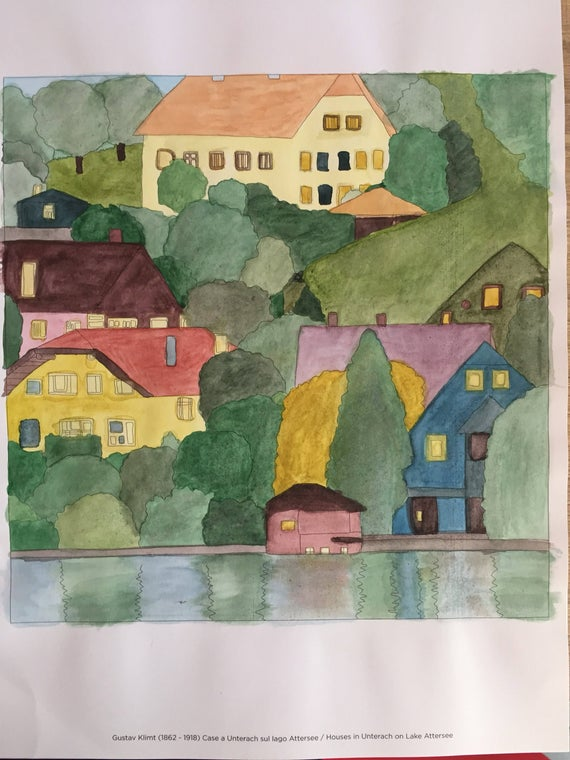 Gustav Klimt (1862 - 1918) Case a Unterach sul lago Attersee / Houses in Unterach on Lake Attersee